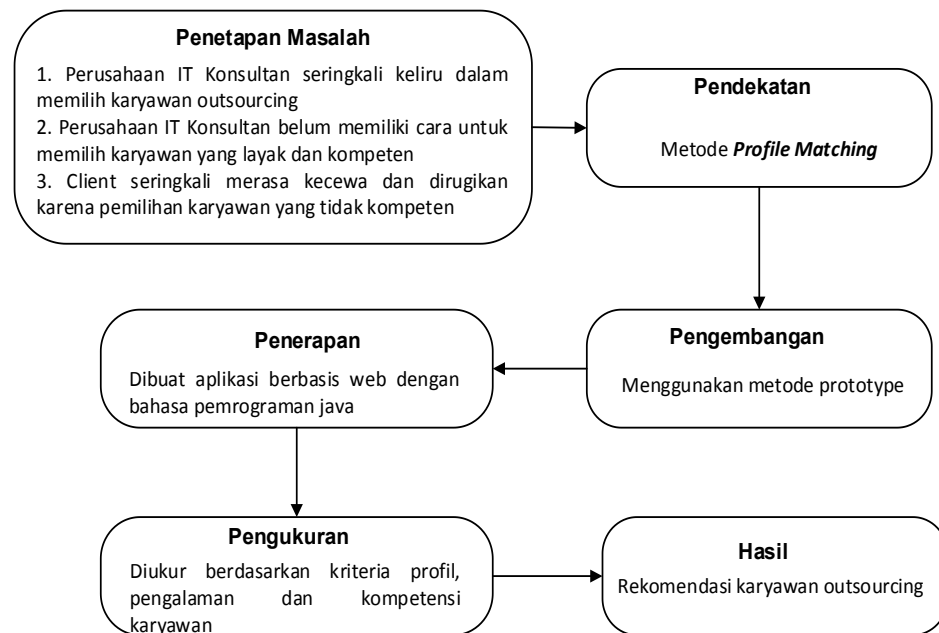 Penetapan Masalah
1. Perusahaan IT Konsultan seringkali keliru dalam
memilih karyawan outsourcing
2. Perusahaan IT Konsultan belum memiliki cara untuk
memilih karyawan yang layak dan kompeten
3. Client seringkali merasa kecewa dan dirugikan
karena pemilihan karyawan yang tidak kompeten
Pendekatan
Metode Profile Matching
Pengembangan
Menggunakan metode prototype
Penerapan
Dibuat aplikasi berbasis web dengan
bahasa pemrograman java
Pengukuran
Diukur berdasarkan kriteria profil,
pengalaman dan kompetensi
karyawan
Hasil
Rekomendasi karyawan outsourcing